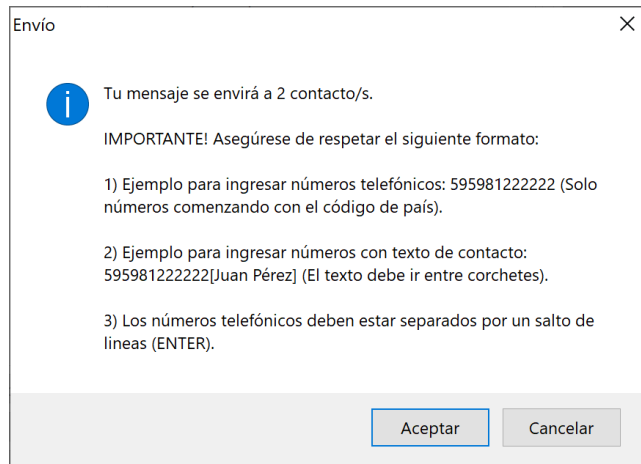 Envío
Tu mensaje se envirá a 2 contacto/s.
IMPORTANTE! Asegúrese de respetar el siguiente formato:
1) Ejemplo para ingresar números telefónicos: 595981222222 (Solo
números comenzando con el código de país).
2) Ejemplo para ingresar números con texto de contacto:
595981222222[Juan Pérez] (El texto debe ir entre corchetes).
3) Los números telefónicos deben estar separados por un salto de
lineas (ENTER).
Aceptar
Cancelar